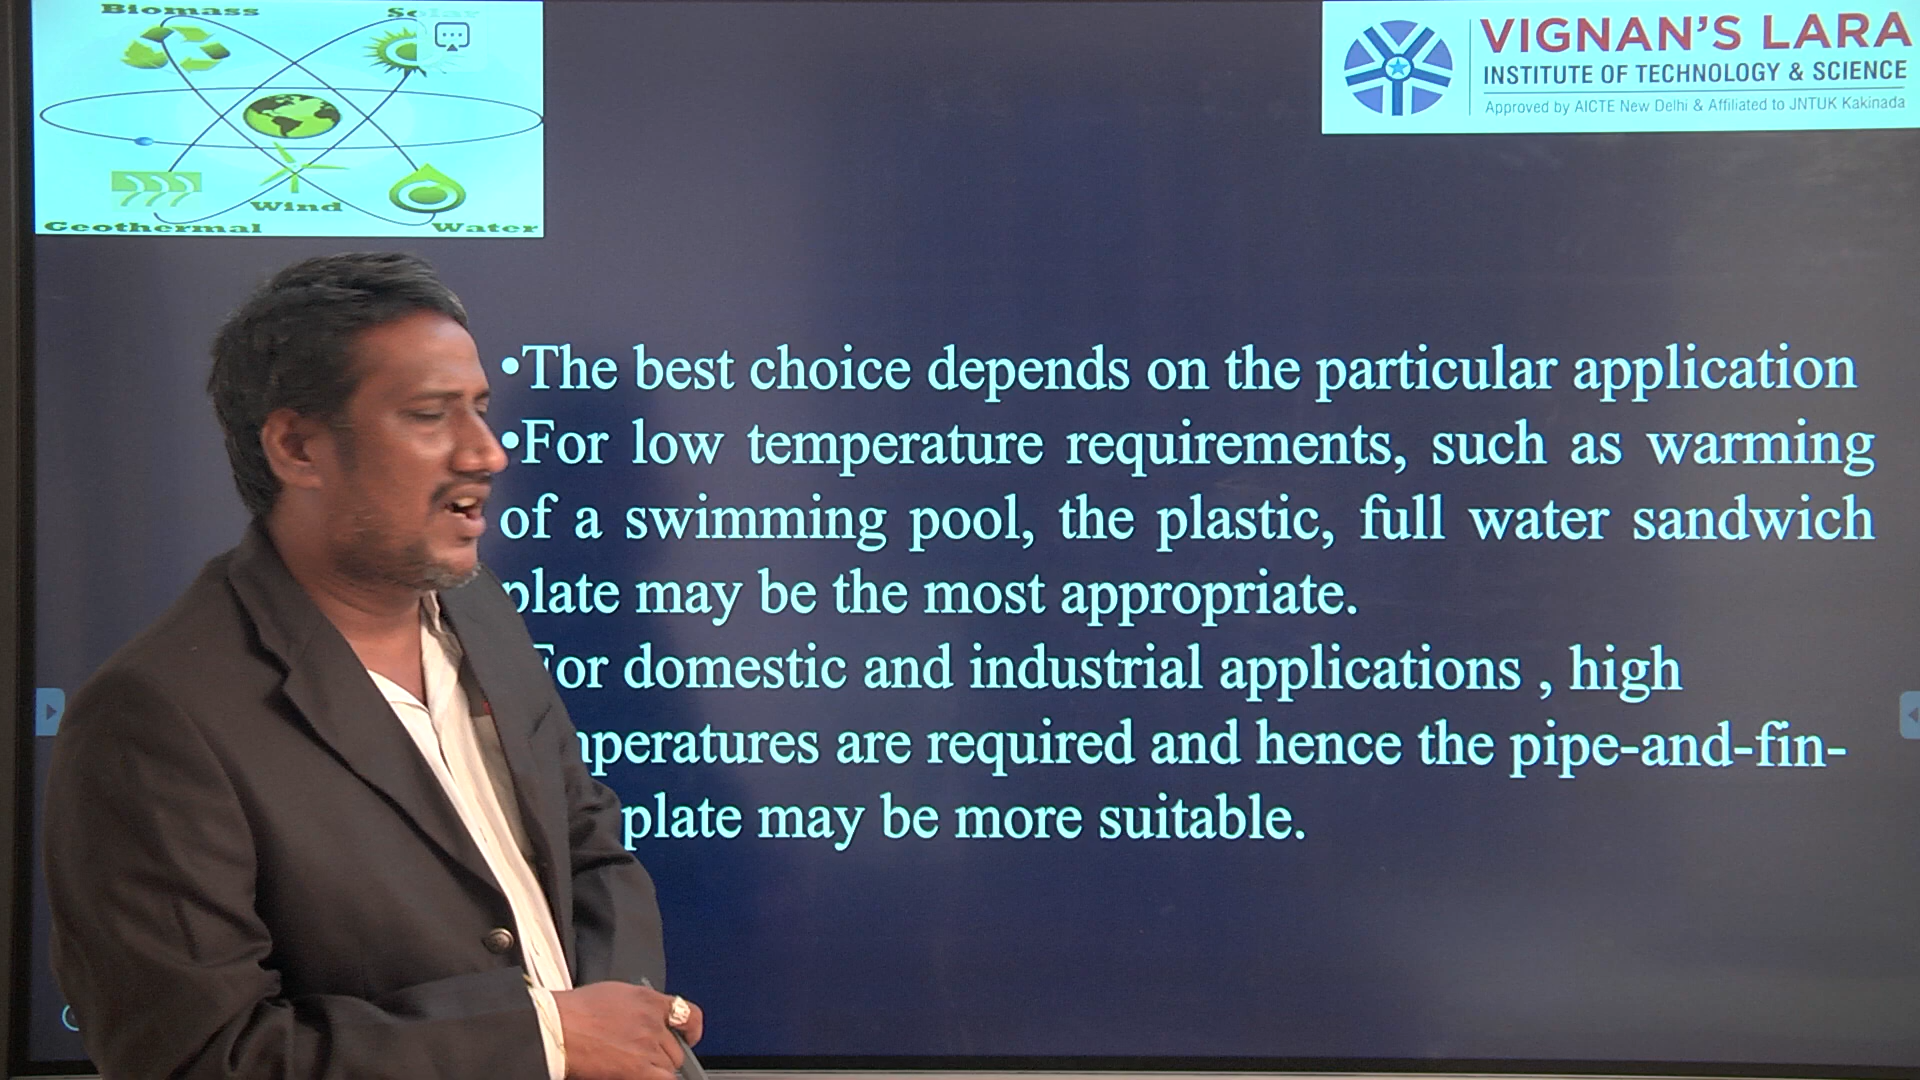 Biomass
Solar
Wind
Geothermal
Water
VIGNAN'S LARA
INSTITUTE OF TECHNOLOGY & SCIENCE
Approved by AICTE New Delhi & Affiliated to JNTUK Kakinada
•The best choice depends on the particular application
•For low temperature requirements, such as warming
of a swimming pool, the plastic, full water sandwich
plate may be the most appropriate.
For domestic and industrial applications , high
mperatures are required and hence the pipe-and-fin-
plate may be more suitable.